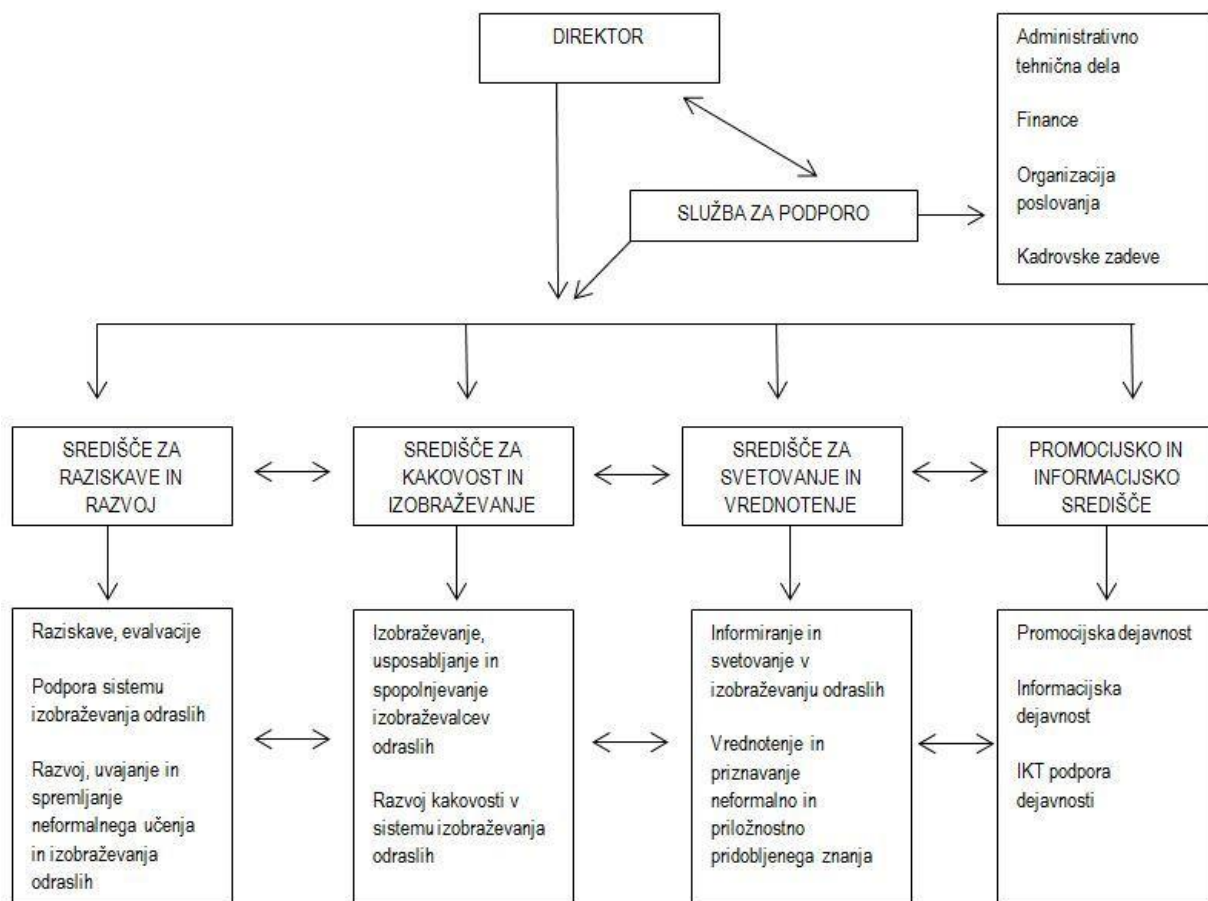 DIREKTOR
Administrativno
tehnična dela
Finance
Organizacija
poslovanja
Kadrovske zadeve
SLUŽBA ZA PODPORO
SREDIŠČE ZA
RAZISKAVE IN
RAZVOJ
SREDIŠČE ZA
KAKOVOST IN
IZOBRAŽEVANJE
SREDIŠČE ZA
SVETOVANJE IN
VREDNOTENJE
PROMOCIJSKO IN
INFORMACIJSKO
SREDIŠČE
Raziskave, evalvacije
Podpora sistemu
izobraževanja odraslih
Razvoj, uvajanje in
spremljanje
neformalnega učenja
in izobraževanja
odraslih
Izobraževanje,
usposabljanje in
spopolnjevanje
izobraževalcev
odraslih
Razvoj kakovosti v
sistemu izobraževanja
odraslih
Informiranje in
svetovanje v
izobraževanju odraslih
Vrednotenje in
priznavanje
neformalno in
priložnostno
pridobljenega znanja
Promocijska dejavnost
Informacijska
dejavnost
IKT podpora
dejavnosti